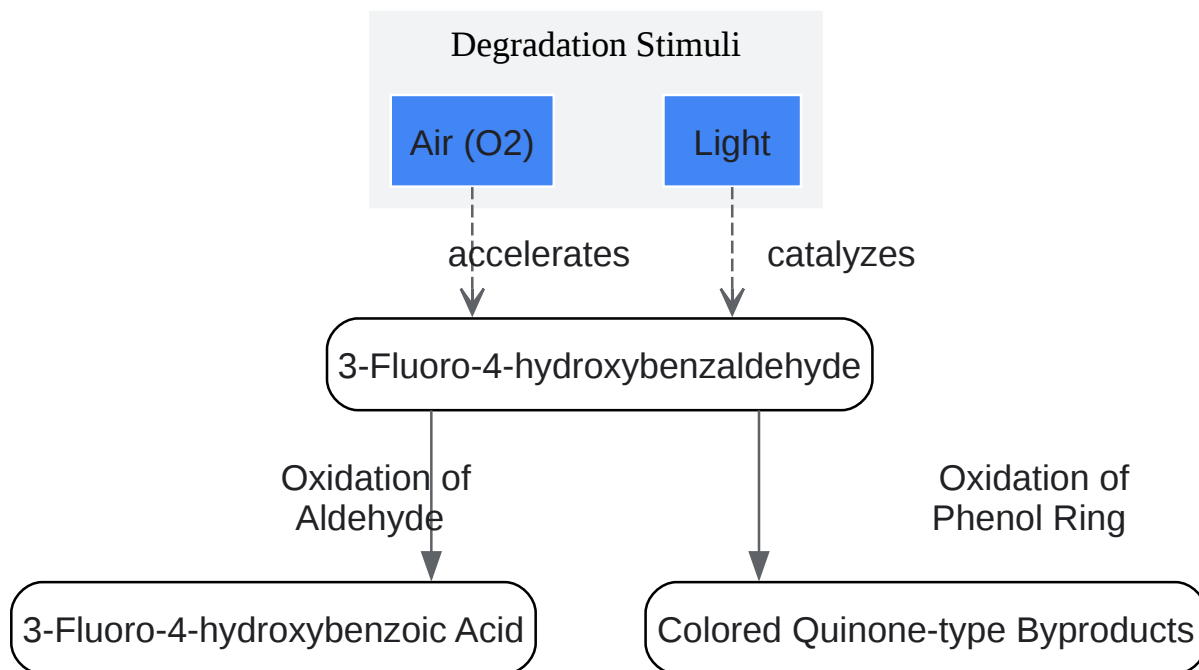 Degradation Stimuli
Air (O2)
Light
accelerates
catalyzes
3-Fluoro-4-hydroxybenzaldehyde
Oxidation of
Aldehyde
Oxidation of
Phenol Ring
3-Fluoro-4-hydroxybenzoic Acid
Colored Quinone-type Byproducts